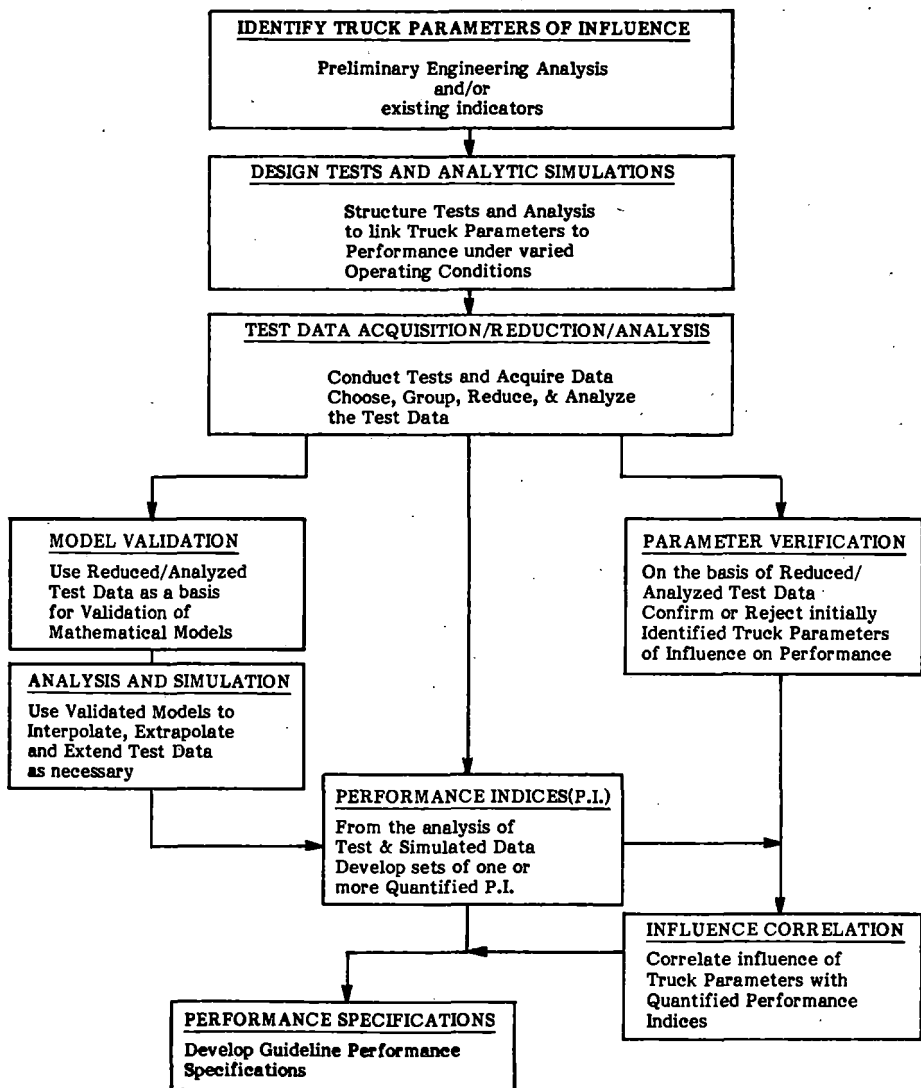 IDENTIFY TRUCK PARAMETERS OF INFLUENCE
Preliminary Engineering Analysis
and/or
existing indicators
DESIGN TESTS AND ANALYTIC SIMULATIONS
Structure Tests and Analysis
to link Truck Parameters to
Performance under varied
Operating Conditions
TEST DATA ACQUISITION/REDUCTION/ANALYSIS
Conduct Tests and Acquire Data
Choose, Group, Reduce, & Analyze
the Test Data
MODEL VALIDATION
Use Reduced/Analyzed
Test Data as a basis
for Validation of
Mathematical Models
PARAMETER VERIFICATION
On the basis of Reduced/
Analyzed Test Data
Confirm or Reject initially
Identified Truck Parameters
of Influence on Performance
ANALYSIS AND SIMULATION
Use Validated Models to
Interpolate, Extrapolate
and Extend Test Data
as necessary
PERFORMANCE INDICES(P.I.)
From the analysis of
Test & Simulated Data
Develop sets of one or
more Quantified P.I.
INFLUENCE CORRELATION
Correlate influence of
Truck Parameters with
Quantified Performance
Indices
PERFORMANCE SPECIFICATIONS
Develop Guideline Performance
Specifications